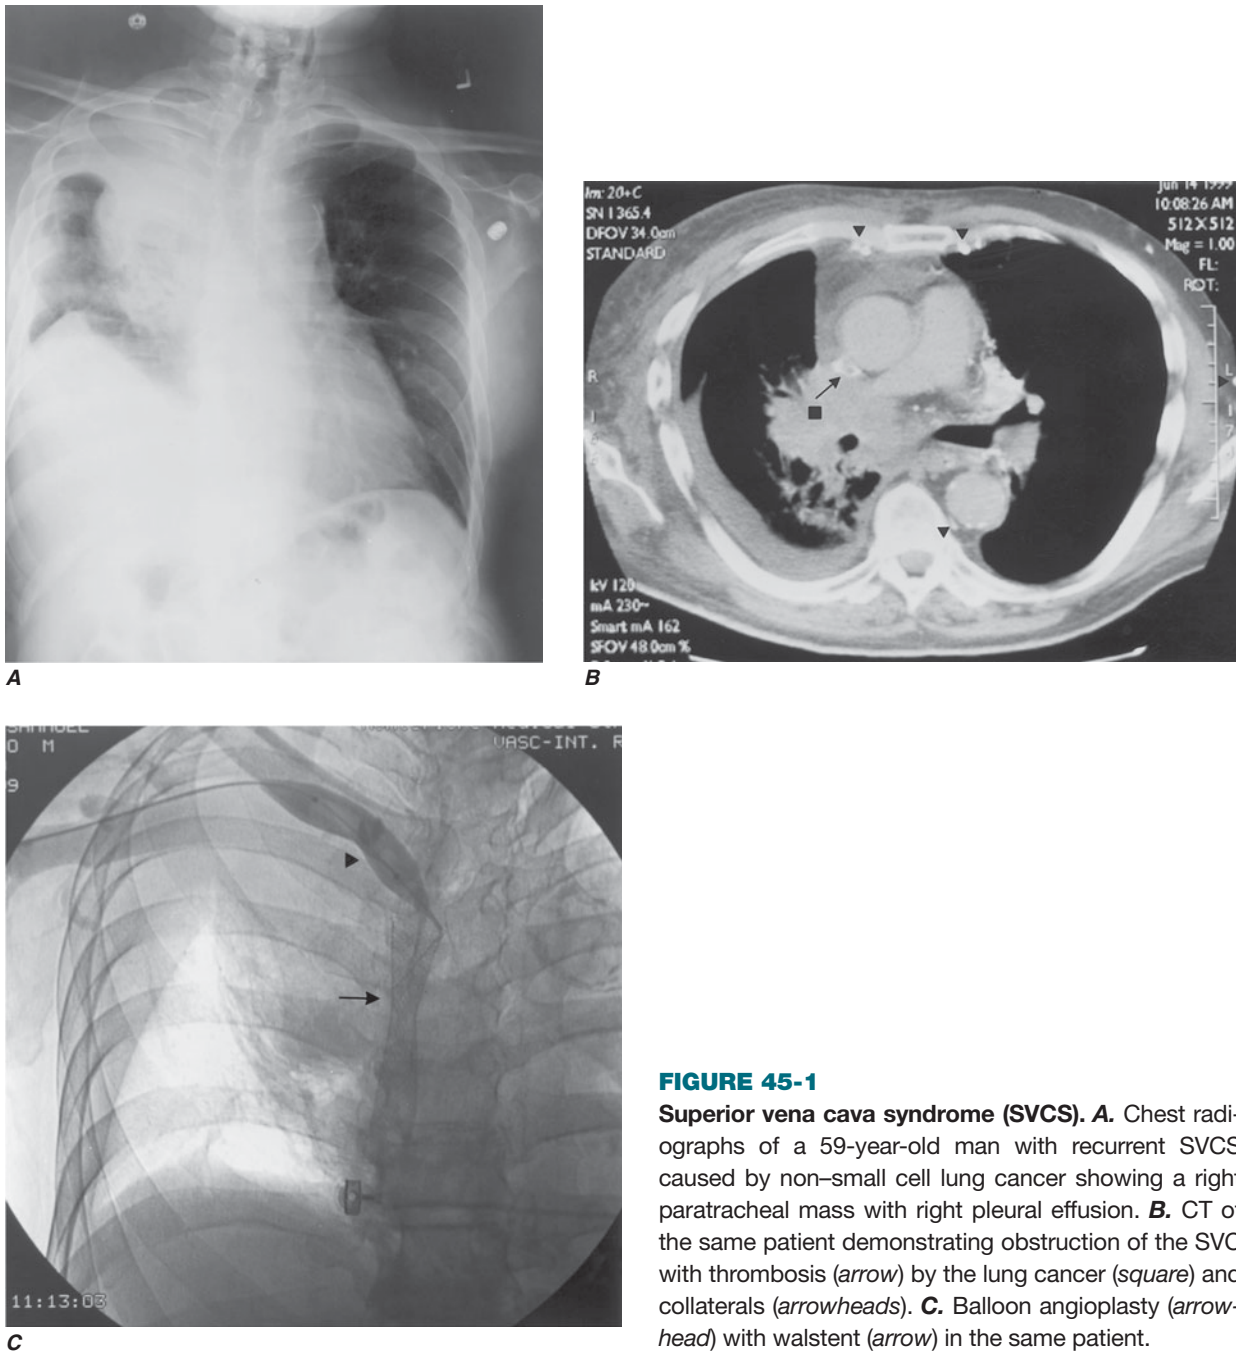 L
A
Im: 20+C
SN 1365.4
DFOV 34.0cm
STANDARD
Jun 14 1999
10:08:26 AM
512X512
Mag = 1.00
FL:
ROT:
R
L
kV 120
mA 230~
Smart mA 162
SFOV 48.0cm %
B
O M
9
VASC-INT. R
11:13:03
C
FIGURE 45-1
Superior vena cava syndrome (SVCS). A. Chest radi-
ographs of a 59-year-old man with recurrent SVCS
caused by non–small cell lung cancer showing a right
paratracheal mass with right pleural effusion. B. CT of
the same patient demonstrating obstruction of the SVC
with thrombosis (arrow) by the lung cancer (square) and
collaterals (arrowheads). C. Balloon angioplasty (arrow-
head) with walstent (arrow) in the same patient.